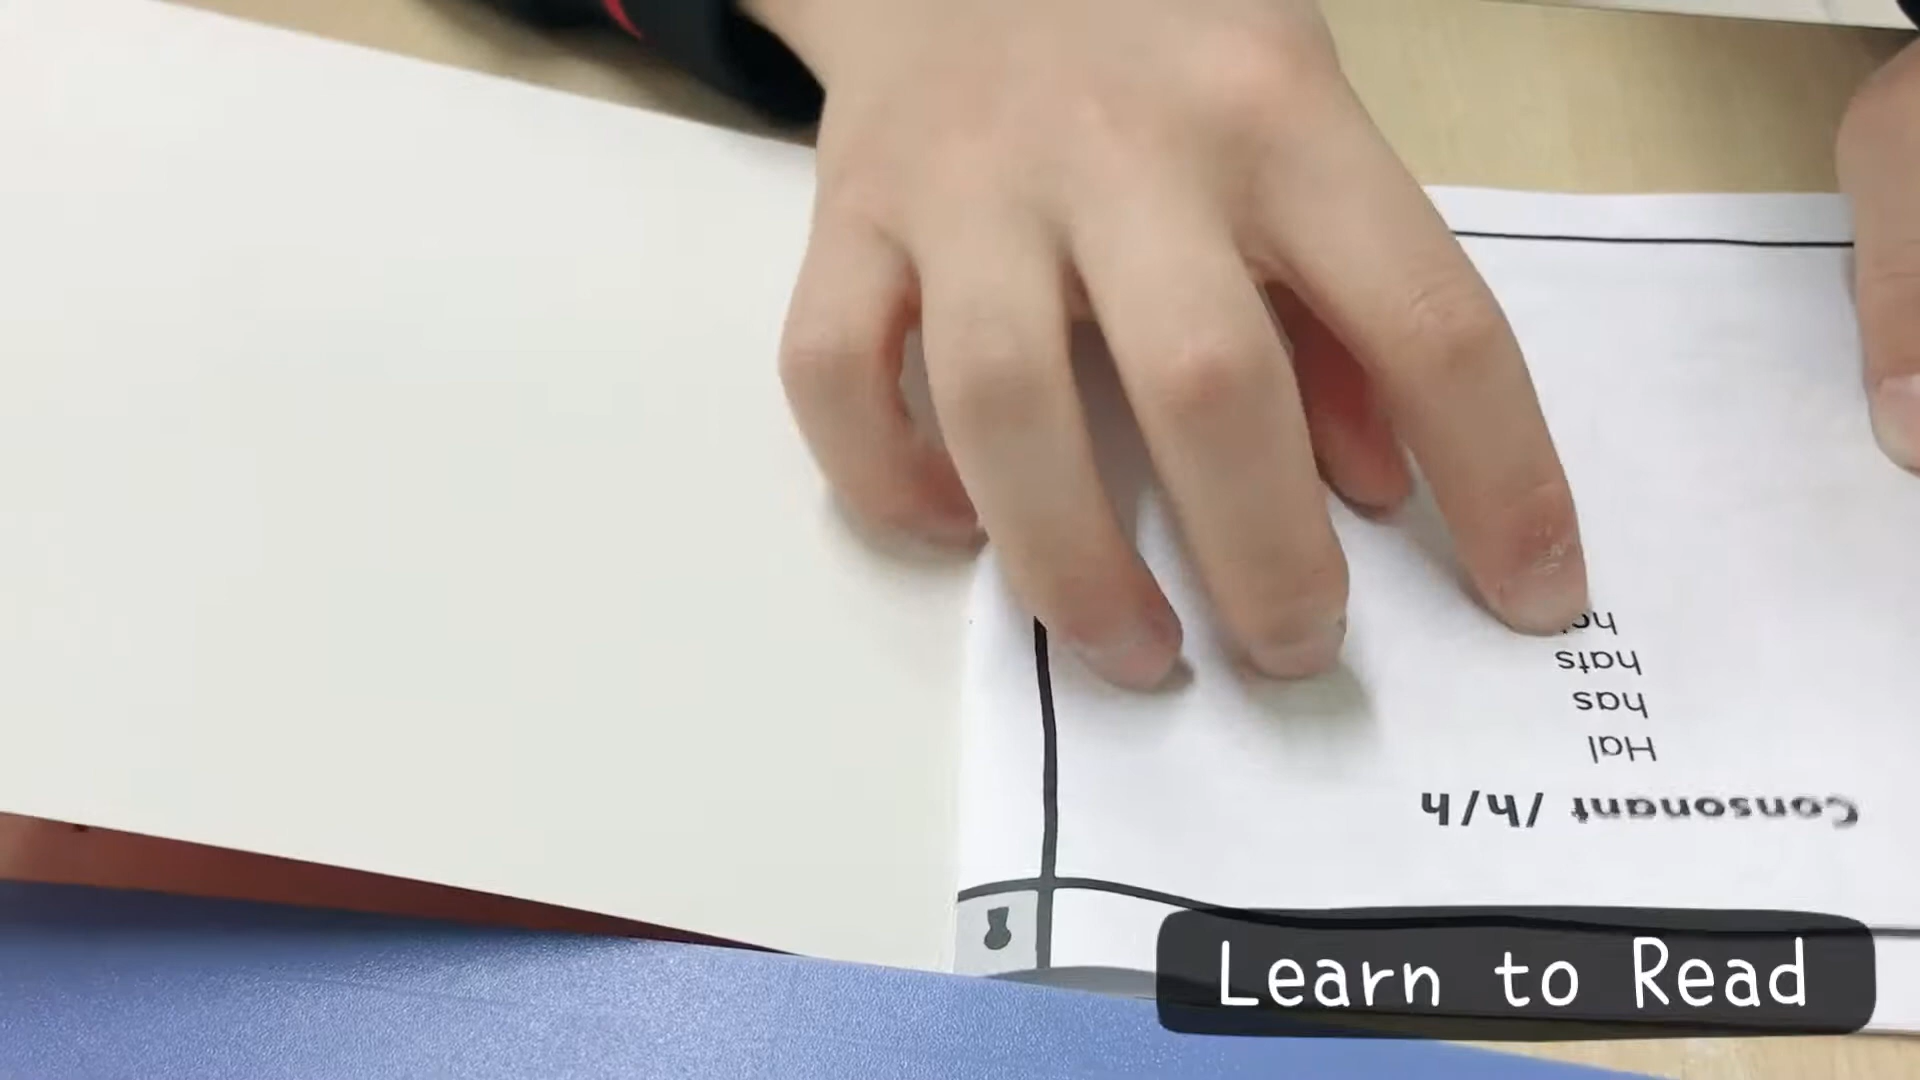 Consonant /h/h
Hal
has
hats
Learn to Read